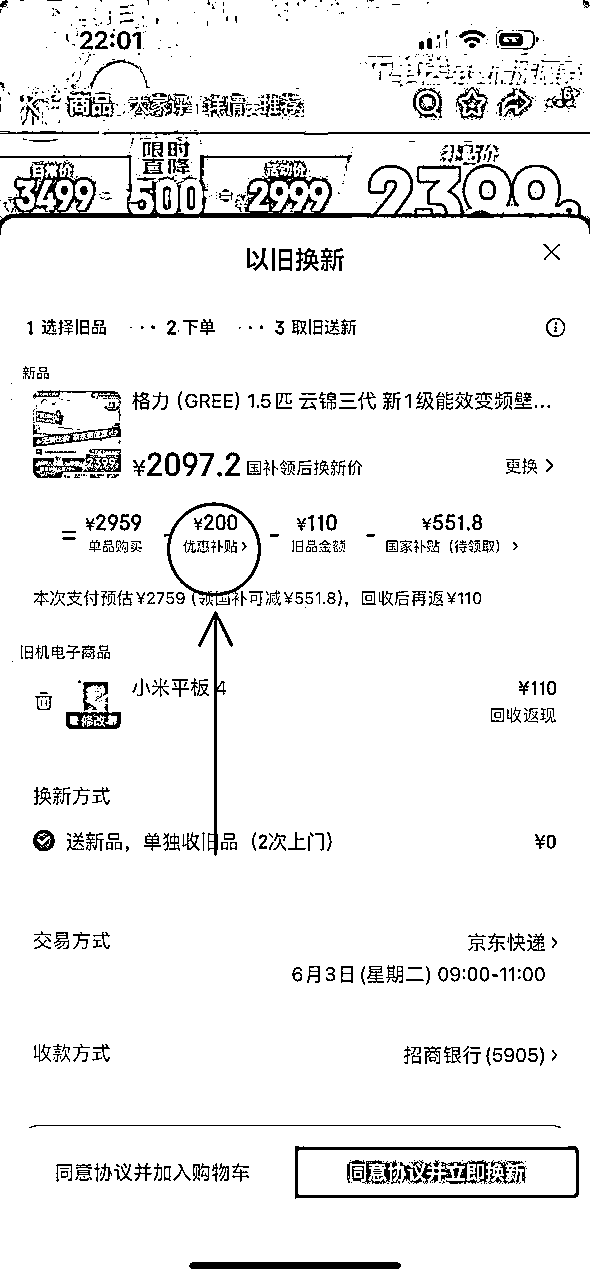 22:01
商品 大家评 详情 推荐
限时
直降
日常价 活动价 补贴价
3499 500 2999 2399
以旧换新
1 选择旧品 ··· 2 下单 ··· 3 取旧送新
新品
格力 (GREE) 1.5匹 云锦三代 新1级能效变频壁...
¥2097.2 国补领后换新价 更换 >
= ¥2959 - ¥200 - ¥110 - ¥551.8
单品购买 优惠补贴> 旧品金额 国家补贴（待领取） >
本次支付预估¥2759 (领国补可减¥551.8)，回收后再返¥110
旧机电子商品
小米平板 4 ¥110
修改 回收返现
换新方式
送新品，单独收旧品（2次上门） ¥0
交易方式 京东快递 >
6月3日(星期二) 09:00-11:00
收款方式 招商银行(5905) >
同意协议并加入购物车 同意协议并立即换新